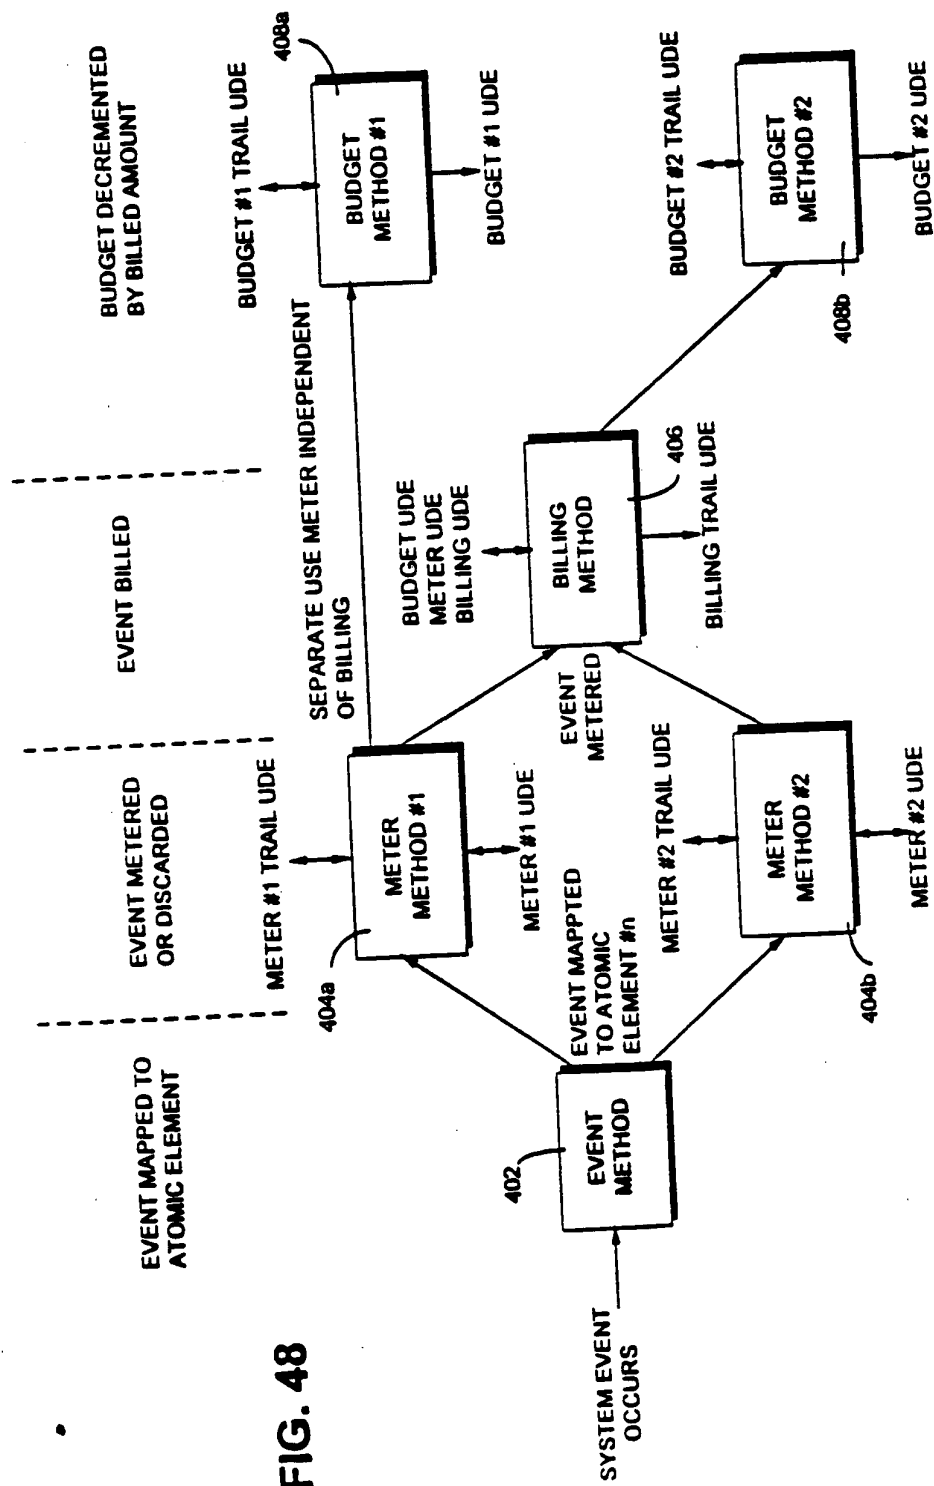 FIG. 48
EVENT MAPPED TO
ATOMIC ELEMENT
EVENT METERED
OR DISCARDED
EVENT BILLED
BUDGET DECREMENTED
BY BILLED AMOUNT
SYSTEM EVENT
OCCURS
402
EVENT
METHOD
EVENT MAPPTED
TO ATOMIC
ELEMENT #n
METER #1 TRAIL UDE
404a
METER
METHOD #1
METER #1 UDE
METER #2 TRAIL UDE
METER
METHOD #2
404b
METER #2 UDE
SEPARATE USE METER INDEPENDENT
OF BILLING
EVENT
METERED
BUDGET UDE
METER UDE
BILLING UDE
BILLING
METHOD
406
BILLING TRAIL UDE
BUDGET #1 TRAIL UDE
408a
BUDGET
METHOD #1
BUDGET #1 UDE
BUDGET #2 TRAIL UDE
BUDGET
METHOD #2
408b
BUDGET #2 UDE